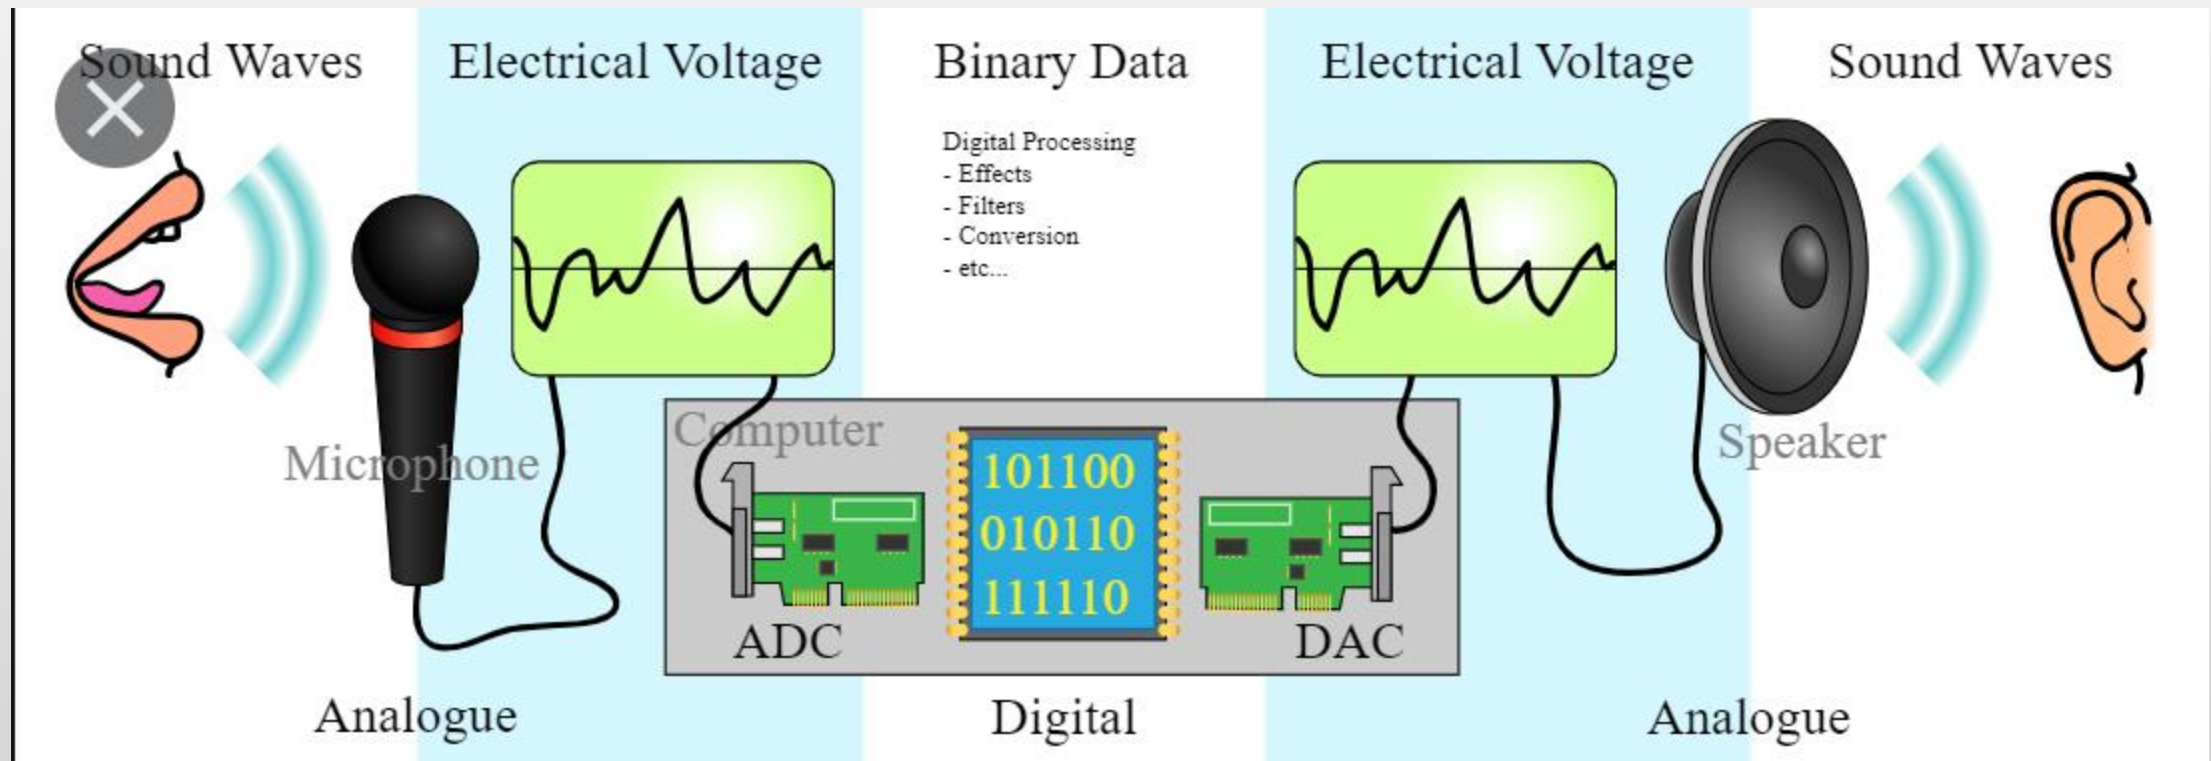 Sound Waves
Electrical Voltage
Binary Data
Electrical Voltage
Sound Waves
Digital Processing
- Effects
- Filters
- Conversion
- etc...
Microphone
Computer
101100
010110
111110
ADC
DAC
Speaker
Analogue
Digital
Analogue